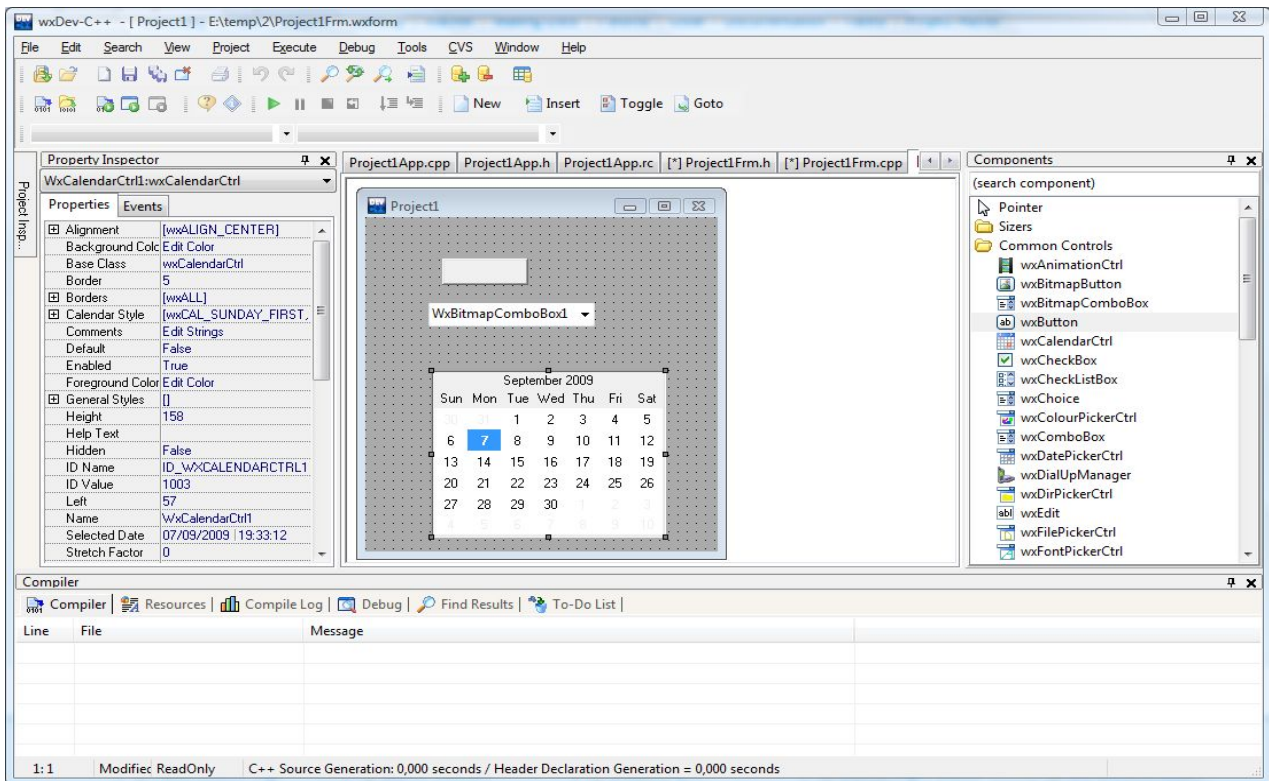 wxDev-C++ - [ Project1 ] - E:\temp\2\Project1Frm.wxform
File Edit Search View Project Execute Debug Tools CVS Window Help
New Insert Toggle Goto
Project Insp...
Property Inspector
WxCalendarCtrl1:wxCalendarCtrl
Properties Events
Alignment [wxALIGN_CENTER]
Background Colc Edit Color
Base Class wxCalendarCtrl
Border 5
Borders [wxALL]
Calendar Style [wxCAL_SUNDAY_FIRST,
Comments Edit Strings
Default False
Enabled True
Foreground Color Edit Color
General Styles []
Height 158
Help Text
Hidden False
ID Name ID_WXCALENDARCTRL1
ID Value 1003
Left 57
Name WxCalendarCtrl1
Selected Date 07/09/2009 19:33:12
Stretch Factor 0
Project1App.cpp Project1App.h Project1App.rc [*] Project1Frm.h [*] Project1Frm.cpp
Project1
WxBitmapComboBox1
September 2009
Sun Mon Tue Wed Thu Fri Sat
30 31 1 2 3 4 5
6 7 8 9 10 11 12
13 14 15 16 17 18 19
20 21 22 23 24 25 26
27 28 29 30 1 2 3
4 5 6 7 8 9 10
Components
(search component)
Pointer
Sizers
Common Controls
wxAnimationCtrl
wxBitmapButton
wxBitmapComboBox
wxButton
wxCalendarCtrl
wxCheckBox
wxCheckListBox
wxChoice
wxColourPickerCtrl
wxComboBox
wxDatePickerCtrl
wxDialUpManager
wxDirPickerCtrl
wxEdit
wxFilePickerCtrl
wxFontPickerCtrl
Compiler
Compiler Resources Compile Log Debug Find Results To-Do List
Line File Message
1: 1 Modifiec ReadOnly C++ Source Generation: 0,000 seconds / Header Declaration Generation = 0,000 seconds